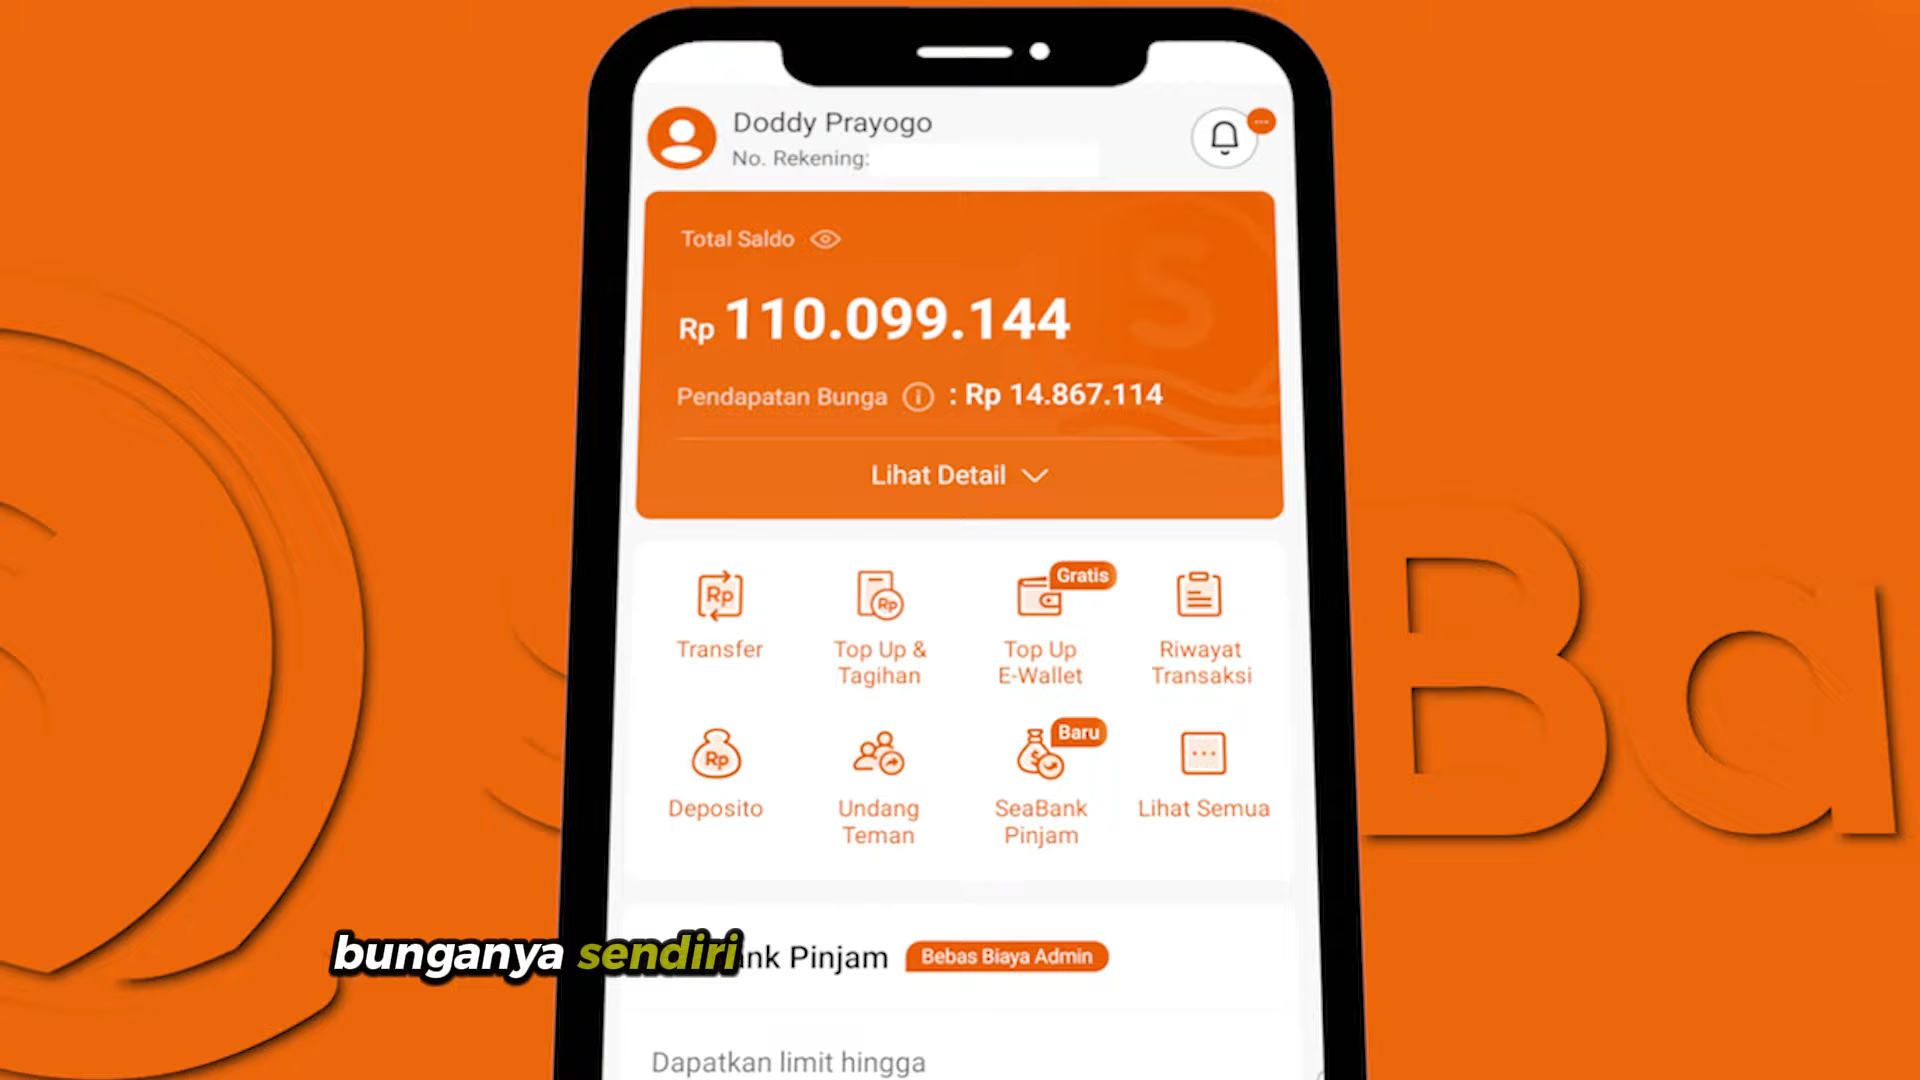 Doddy Prayogo
No. Rekening:
Total Saldo
Rp 110.099.144
Pendapatan Bunga : Rp 14.867.114
Lihat Detail
Transfer
Top Up &
Tagihan
Gratis
Top Up
E-Wallet
Riwayat
Transaksi
Deposito
Undang
Teman
Baru
SeaBank
Pinjam
Lihat Semua
bunganya sendiri
nk Pinjam
Bebas Biaya Admin
Dapatkan limit hingga
Ba